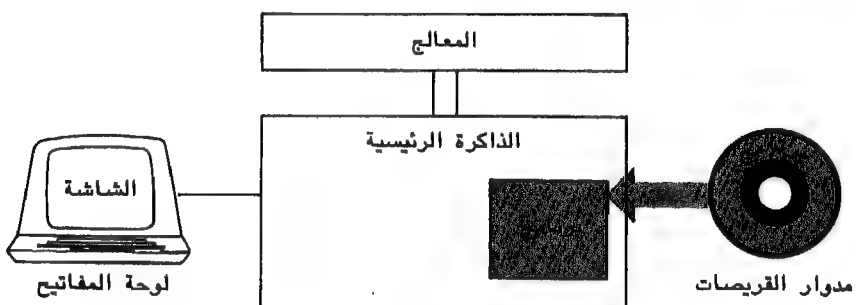 المعالج
الذاكرة الرئيسية
الشاشة
لوحة المفاتيح
مدوار القريصات